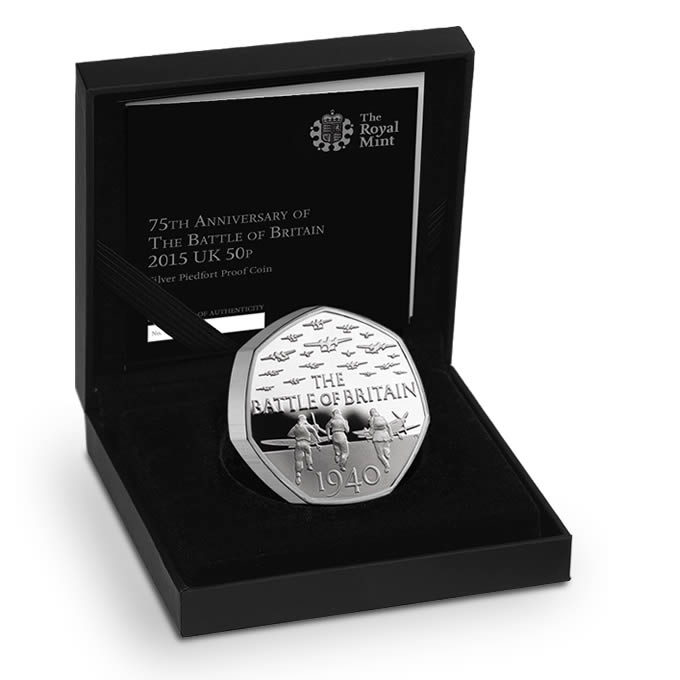 The
Royal
Mint
75TH ANNIVERSARY OF
THE BATTLE OF BRITAIN
2015 UK 50P
Silver Piedfort Proof Coin
OF AUTHENTICITY
No.
THE
BATTLE OF BRITAIN
1940